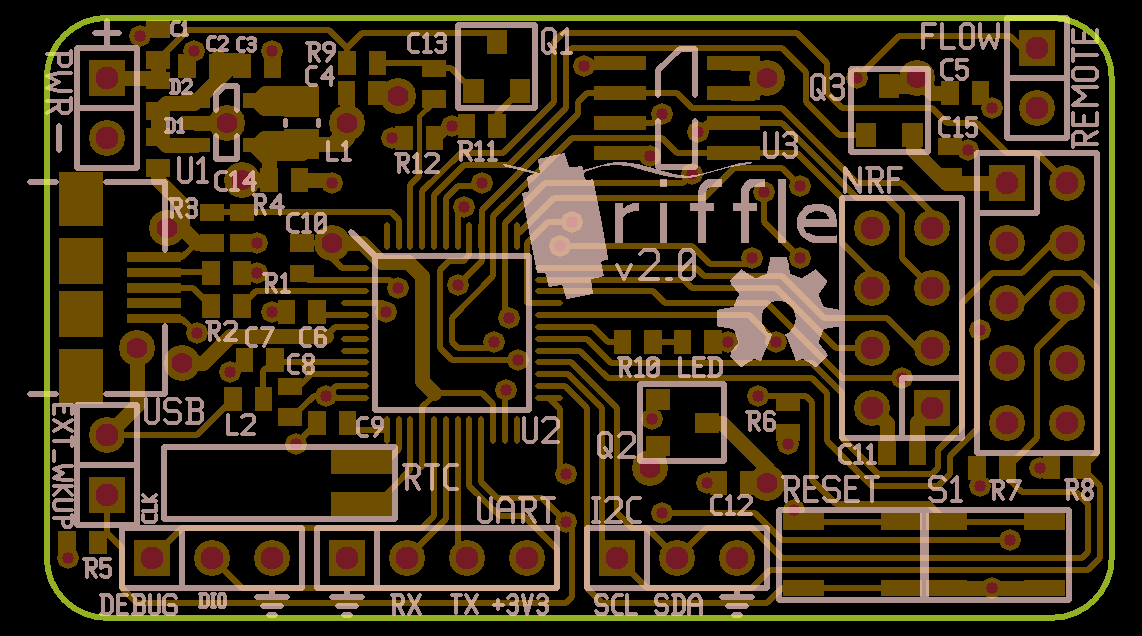 + C1 C2 C3 R9 C4 C13 Q1 FLOW
PWR D2 Q3 C5 REMOTE
D1 C15
- U1 L1 R12 R11 U3
C14 NRF
R3 R4 C10 riffle
v2.0
R1
R2 C7 C6
C8 R10 LED
USB L2 C9 U2 Q2 R6
EXT_WKUP C11
RTC RESET S1 R7 R8
CLK UART I2C C12
R5
DEBUG DIO RX TX +3V3 SCL SDA